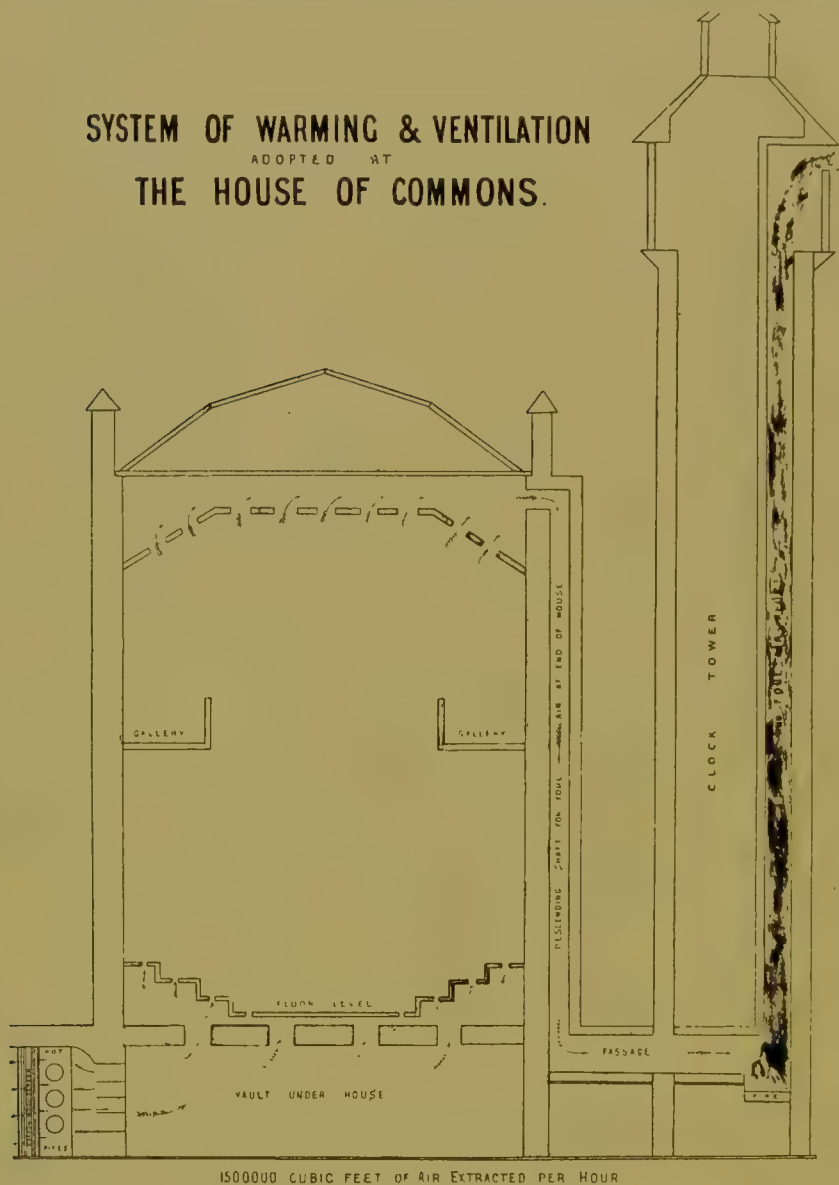 SYSTEM OF WARMING & VENTILATION
ADOPTED AT
THE HOUSE OF COMMONS.
GALLERY
GALLERY
DESCENDING SHAFT FOR FOUL AIR AT END OF HOUSE
CLOCK TOWER
FOUL
FLOOR LEVEL
HOT
PIPES
VAULT UNDER HOUSE
PASSAGE
FIRE
1500000 CUBIC FEET OF AIR EXTRACTED PER HOUR